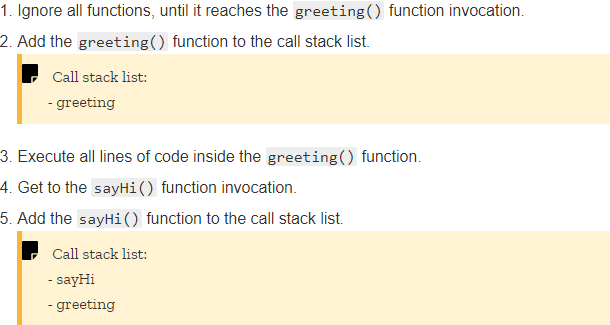 1. Ignore all functions, until it reaches the greeting() function invocation.
2. Add the greeting() function to the call stack list.
Call stack list:
- greeting
3. Execute all lines of code inside the greeting() function.
4. Get to the sayHi() function invocation.
5. Add the sayHi() function to the call stack list.
Call stack list:
- sayHi
- greeting